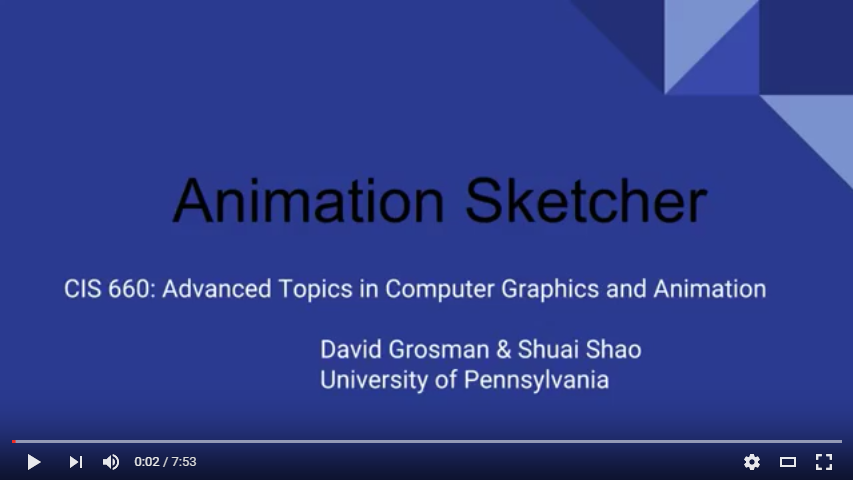 Animation Sketcher
CIS 660: Advanced Topics in Computer Graphics and Animation
David Grosman & Shuai Shao
University of Pennsylvania
0:02 / 7:53